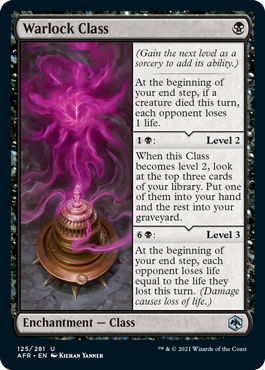 Warlock Class
(Gain the next level as a
sorcery to add its ability.)
At the beginning of
your end step, if a
creature died this turn,
each opponent loses
1 life.
1 : Level 2
When this Class
becomes level 2, look
at the top three cards
of your library. Put one
of them into your hand
and the rest into your
graveyard.
6 : Level 3
At the beginning of
your end step, each
opponent loses life
equal to the life they
lost this turn. (Damage
causes loss of life.)
Enchantment — Class
125/281 U
AFR • EN KIERAN YANNER
™ & © 2021 Wizards of the Coast